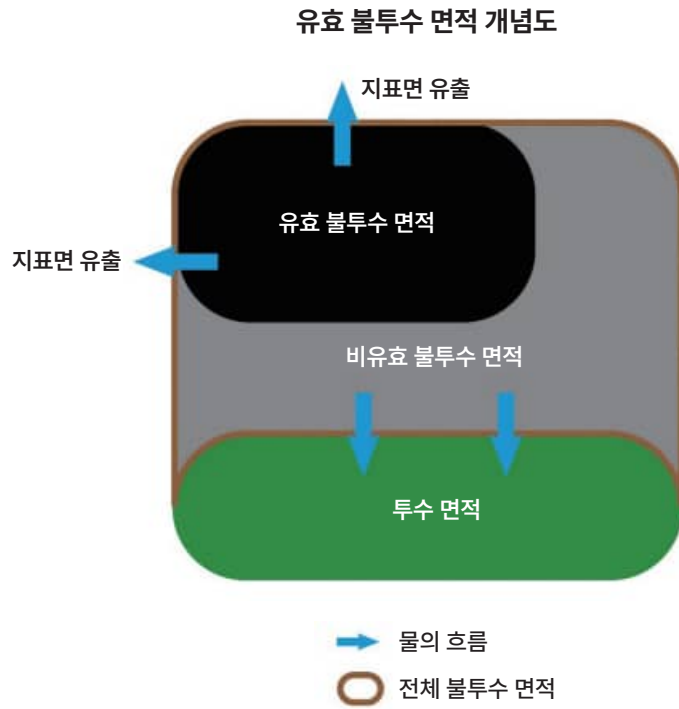 유효 불투수 면적 개념도
지표면 유출
유효 불투수 면적
지표면 유출
비유효 불투수 면적
투수 면적
물의 흐름
전체 불투수 면적